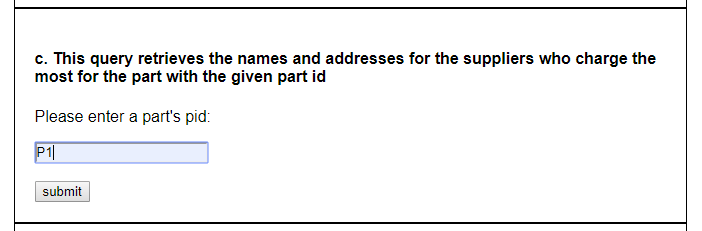 c. This query retrieves the names and addresses for the suppliers who charge the
most for the part with the given part id
Please enter a part's pid:
P1
submit